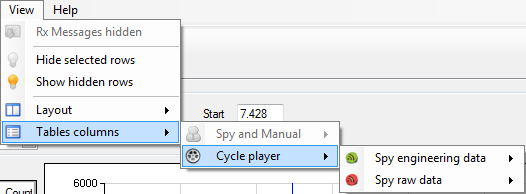 View Help
Rx Messages hidden
Hide selected rows
Show hidden rows
Layout
Start 7.428
Tables columns
Spy and Manual
Cycle player
Spy engineering data
Spy raw data
Count
6000